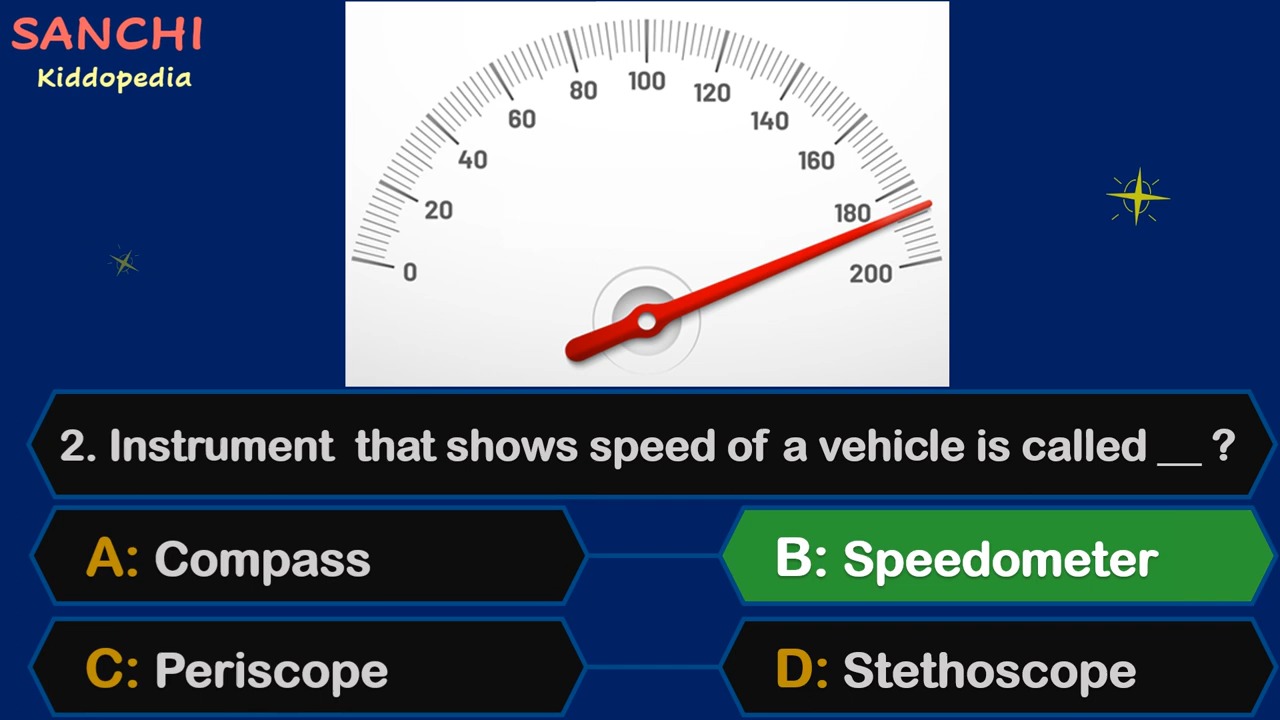 SANCHI
Kiddopedia
0
20
40
60
80
100
120
140
160
180
200
2. Instrument that shows speed of a vehicle is called __ ?
A: Compass
B: Speedometer
C: Periscope
D: Stethoscope